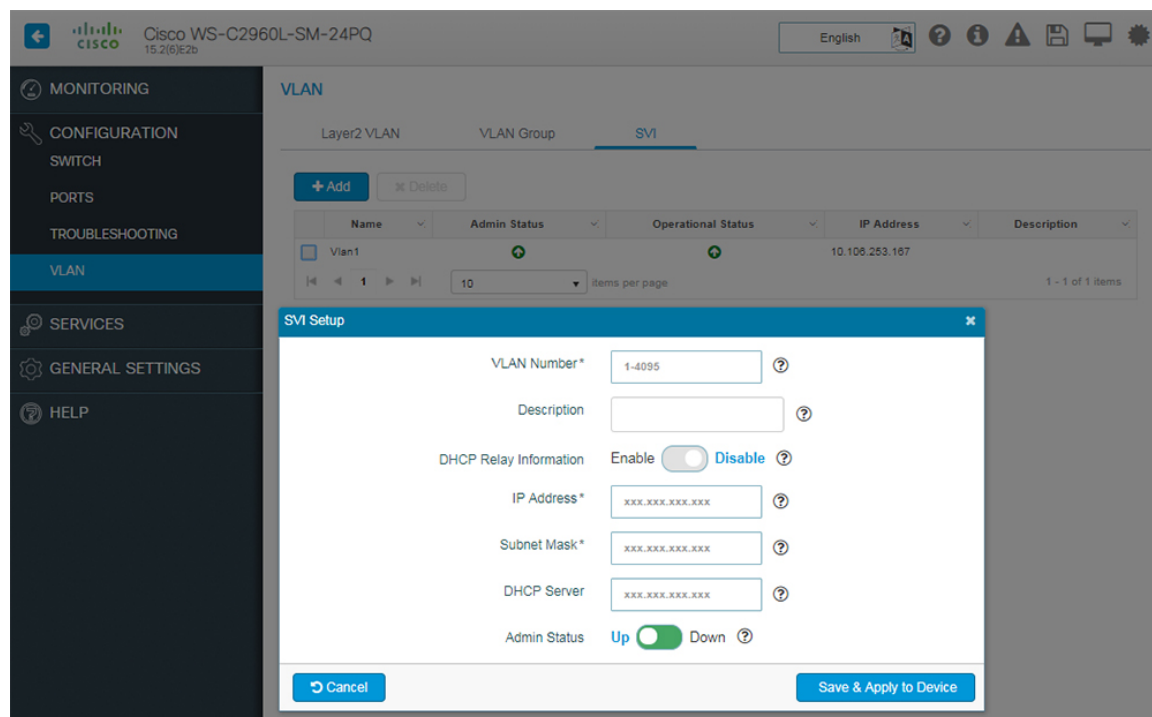 CISCO
Cisco WS-C2960L-SM-24PQ
15.2(6)E2b
English
MONITORING
CONFIGURATION
SWITCH
PORTS
TROUBLESHOOTING
VLAN
SERVICES
GENERAL SETTINGS
HELP
VLAN
Layer2 VLAN VLAN Group SVI
Add Delete
Name Admin Status Operational Status IP Address Description
Vlan1 10.106.253.167
1 10 items per page 1 - 1 of 1 items
SVI Setup
VLAN Number* 1-4095
Description
DHCP Relay Information Enable Disable
IP Address* xxx.xxx.xxx.xxx
Subnet Mask* xxx.xxx.xxx.xxx
DHCP Server xxx.xxx.xxx.xxx
Admin Status Up Down
Cancel Save & Apply to Device